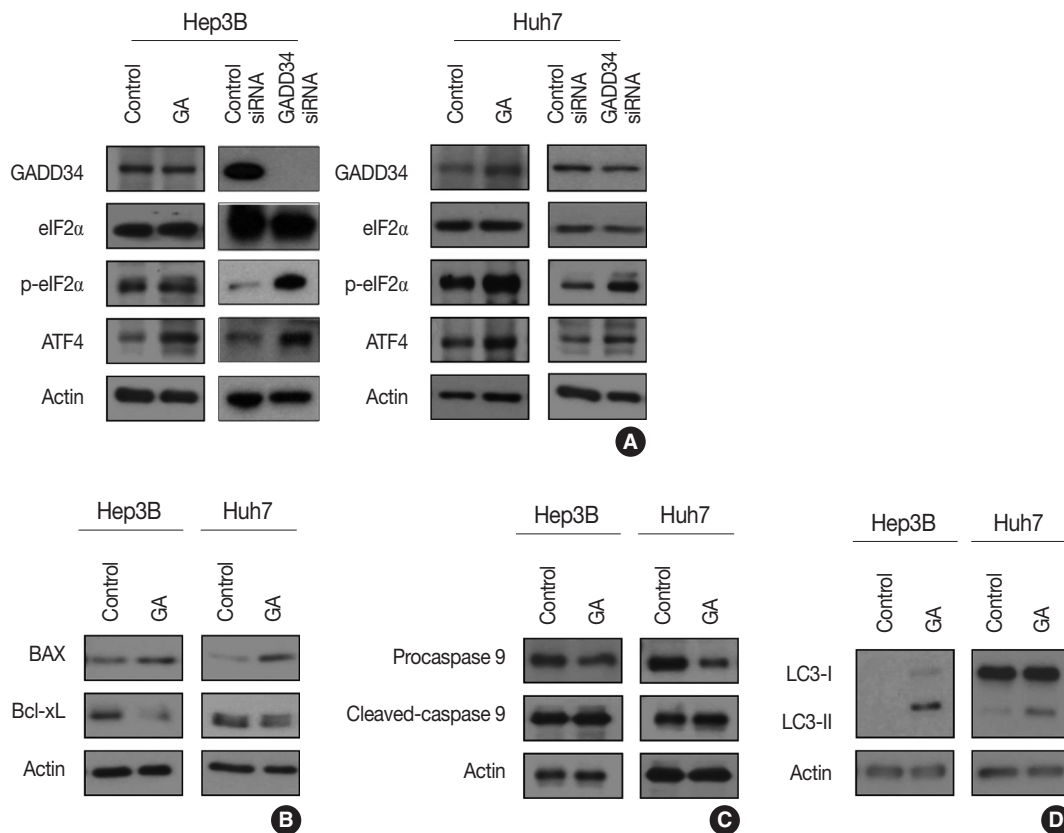 Hep3B
Huh7
Control
GA
Control siRNA
GADD34 siRNA
Control
GA
Control siRNA
GADD34 siRNA
GADD34
GADD34
eIF2α
eIF2α
p-eIF2α
p-eIF2α
ATF4
ATF4
Actin
Actin
A
Hep3B
Huh7
Control
GA
Control
GA
BAX
Bcl-xL
Actin
B
Hep3B
Huh7
Control
GA
Control
GA
Procaspase 9
Cleaved-caspase 9
Actin
C
Hep3B
Huh7
Control
GA
Control
GA
LC3-I
LC3-II
Actin
D